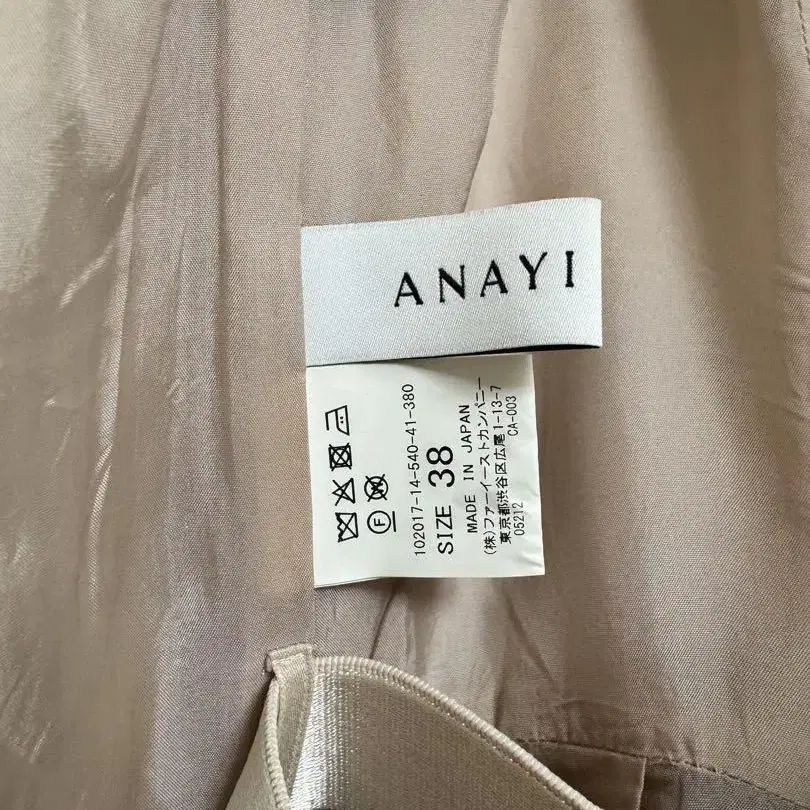 ANAYI
102017-14-540-41-380
SIZE 38
MADE IN JAPAN
(株)ファーイーストカンパニー
東京都渋谷区広尾1-13-7
05212 CA-003
F
W